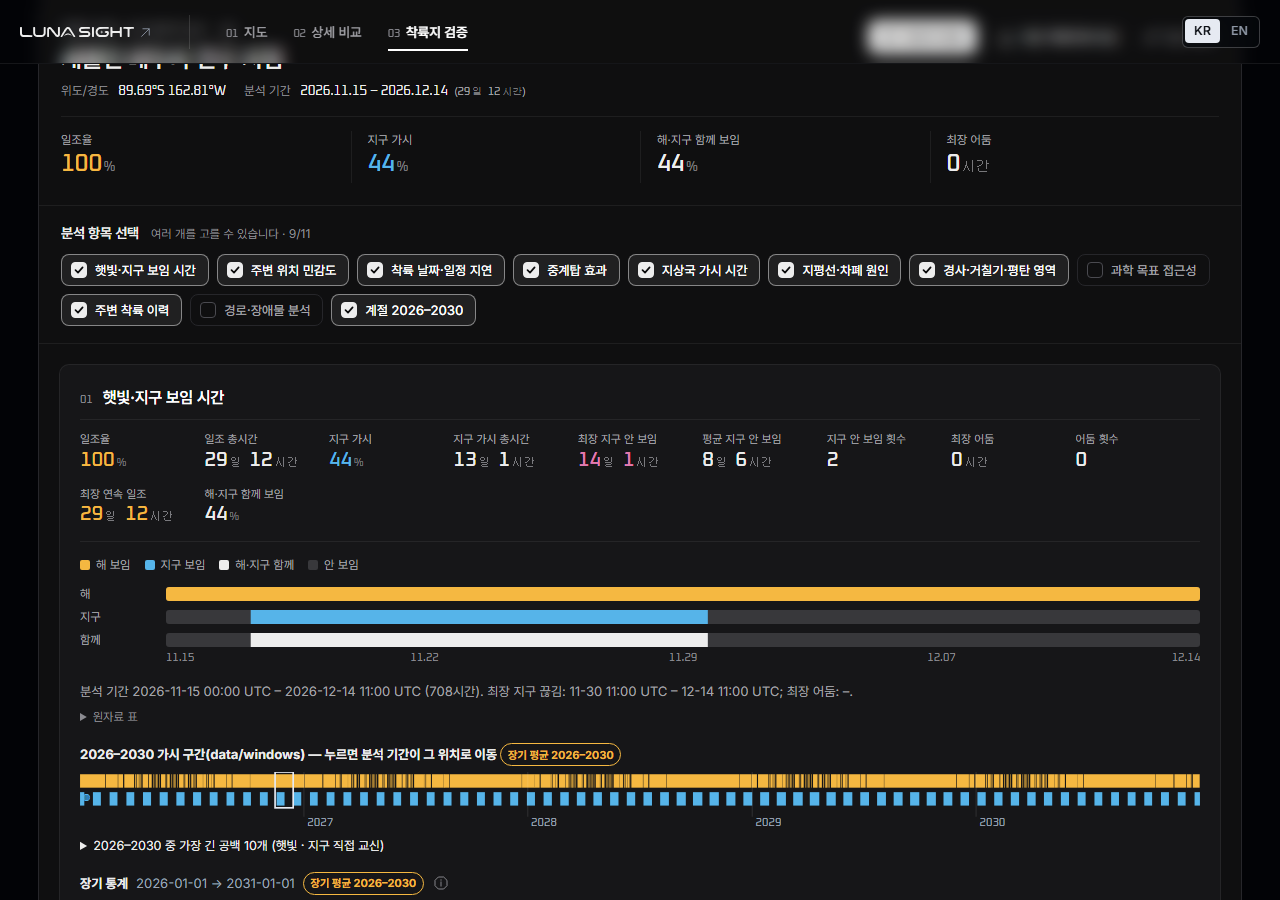 LUNA SIGHT ↗ 01 지도 02 상세 비교 03 착륙지 검증 KR EN
위도/경도 89.69°S 162.81°W 분석 기간 2026.11.15 – 2026.12.14 (29일 12시간)
일조율 지구 가시 해·지구 함께 보임 최장 어둠
100% 44% 44% 0시간
분석 항목 선택 여러 개를 고를 수 있습니다 · 9/11
햇빛·지구 보임 시간 주변 위치 민감도 착륙 날짜·일정 지연 중계탑 효과 지상국 가시 시간 지평선·차폐 원인 경사·거칠기·평탄 영역 과학 목표 접근성
주변 착륙 이력 경로·장애물 분석 계절 2026–2030
01 햇빛·지구 보임 시간
일조율 일조 총시간 지구 가시 지구 가시 총시간 최장 지구 안 보임 평균 지구 안 보임 지구 안 보임 횟수 최장 어둠 어둠 횟수
100% 29일 12시간 44% 13일 1시간 14일 1시간 8일 6시간 2 0시간 0
최장 연속 일조 해·지구 함께 보임
29일 12시간 44%
해 보임 지구 보임 해·지구 함께 안 보임
해
지구
함께
11.15 11.22 11.29 12.07 12.14
분석 기간 2026-11-15 00:00 UTC – 2026-12-14 11:00 UTC (708시간). 최장 지구 끊김: 11-30 11:00 UTC – 12-14 11:00 UTC; 최장 어둠: –.
▶ 원자료 표
2026–2030 가시 구간(data/windows) — 누르면 분석 기간이 그 위치로 이동 장기 평균 2026–2030
2027 2028 2029 2030
▶ 2026–2030 중 가장 긴 공백 10개 (햇빛 · 지구 직접 교신)
장기 통계 2026-01-01 → 2031-01-01 장기 평균 2026–2030 ⓘ